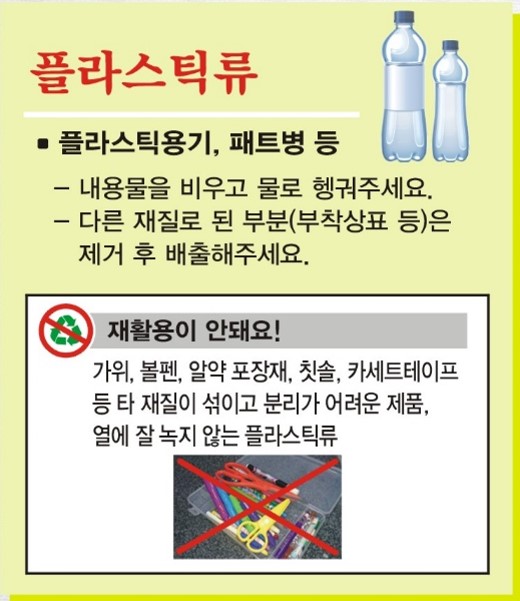 플라스틱류
▪ 플라스틱용기, 패트병 등
– 내용물을 비우고 물로 헹궈주세요.
– 다른 재질로 된 부분(부착상표 등)은
제거 후 배출해주세요.
재활용이 안돼요!
가위, 볼펜, 알약 포장재, 칫솔, 카세트테이프
등 타 재질이 섞이고 분리가 어려운 제품,
열에 잘 녹지 않는 플라스틱류